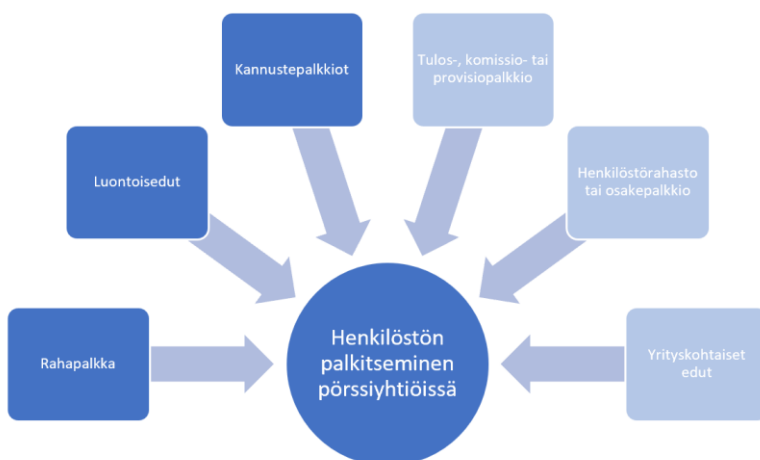 Kannustepalkkiot
Tulos-, komissio- tai
provisiopalkkio
Luontoisedut
Henkilöstörahasto
tai osakepalkkio
Rahapalkka
Henkilöstön
palkitseminen
pörssiyhtiöissä
Yrityskohtaiset
edut